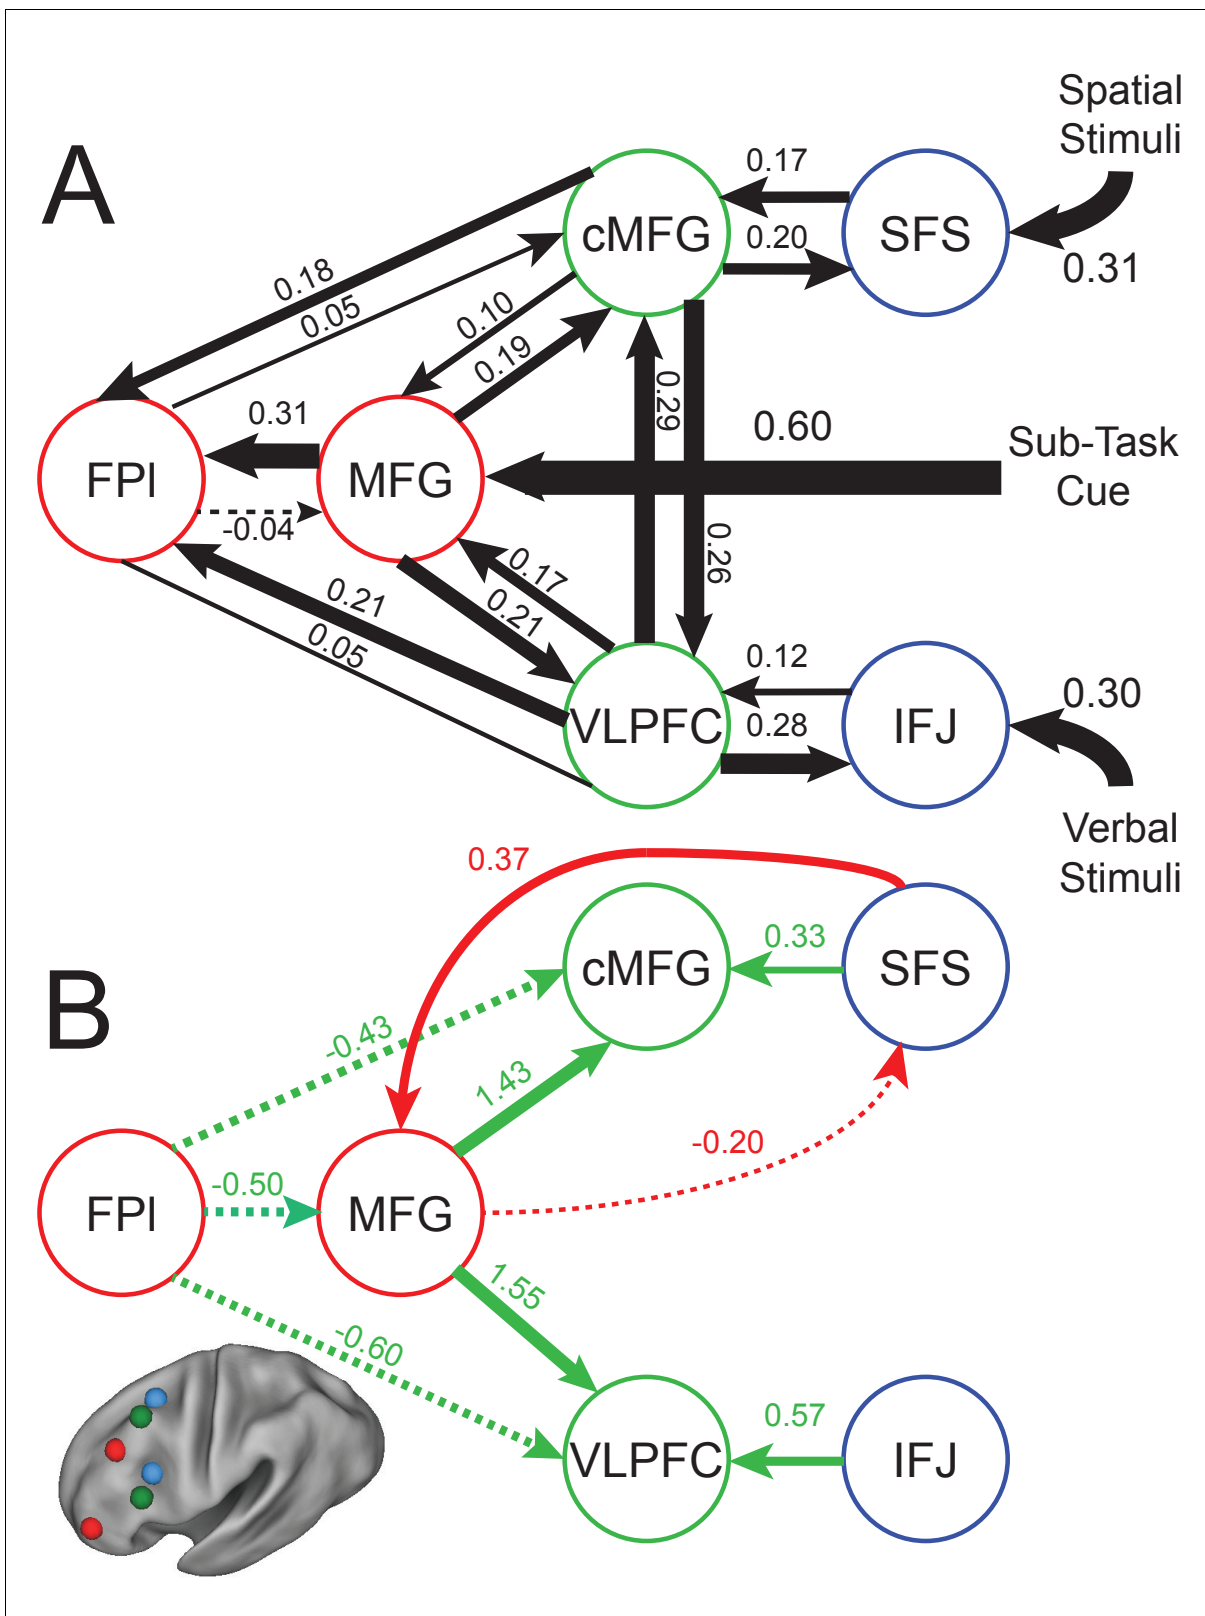 A
Spatial
Stimuli
0.17
cMFG
SFS
0.20
0.31
0.18
0.05
0.10
0.19
0.29
0.31
0.60
Sub-Task
Cue
FPl
MFG
-0.04
0.26
0.17
0.21
0.21
0.05
0.12
0.30
VLPFC
IFJ
0.28
Verbal
Stimuli
0.37
B
0.33
cMFG
SFS
-0.43
1.43
-0.20
-0.50
FPl
MFG
1.55
-0.60
0.57
VLPFC
IFJ